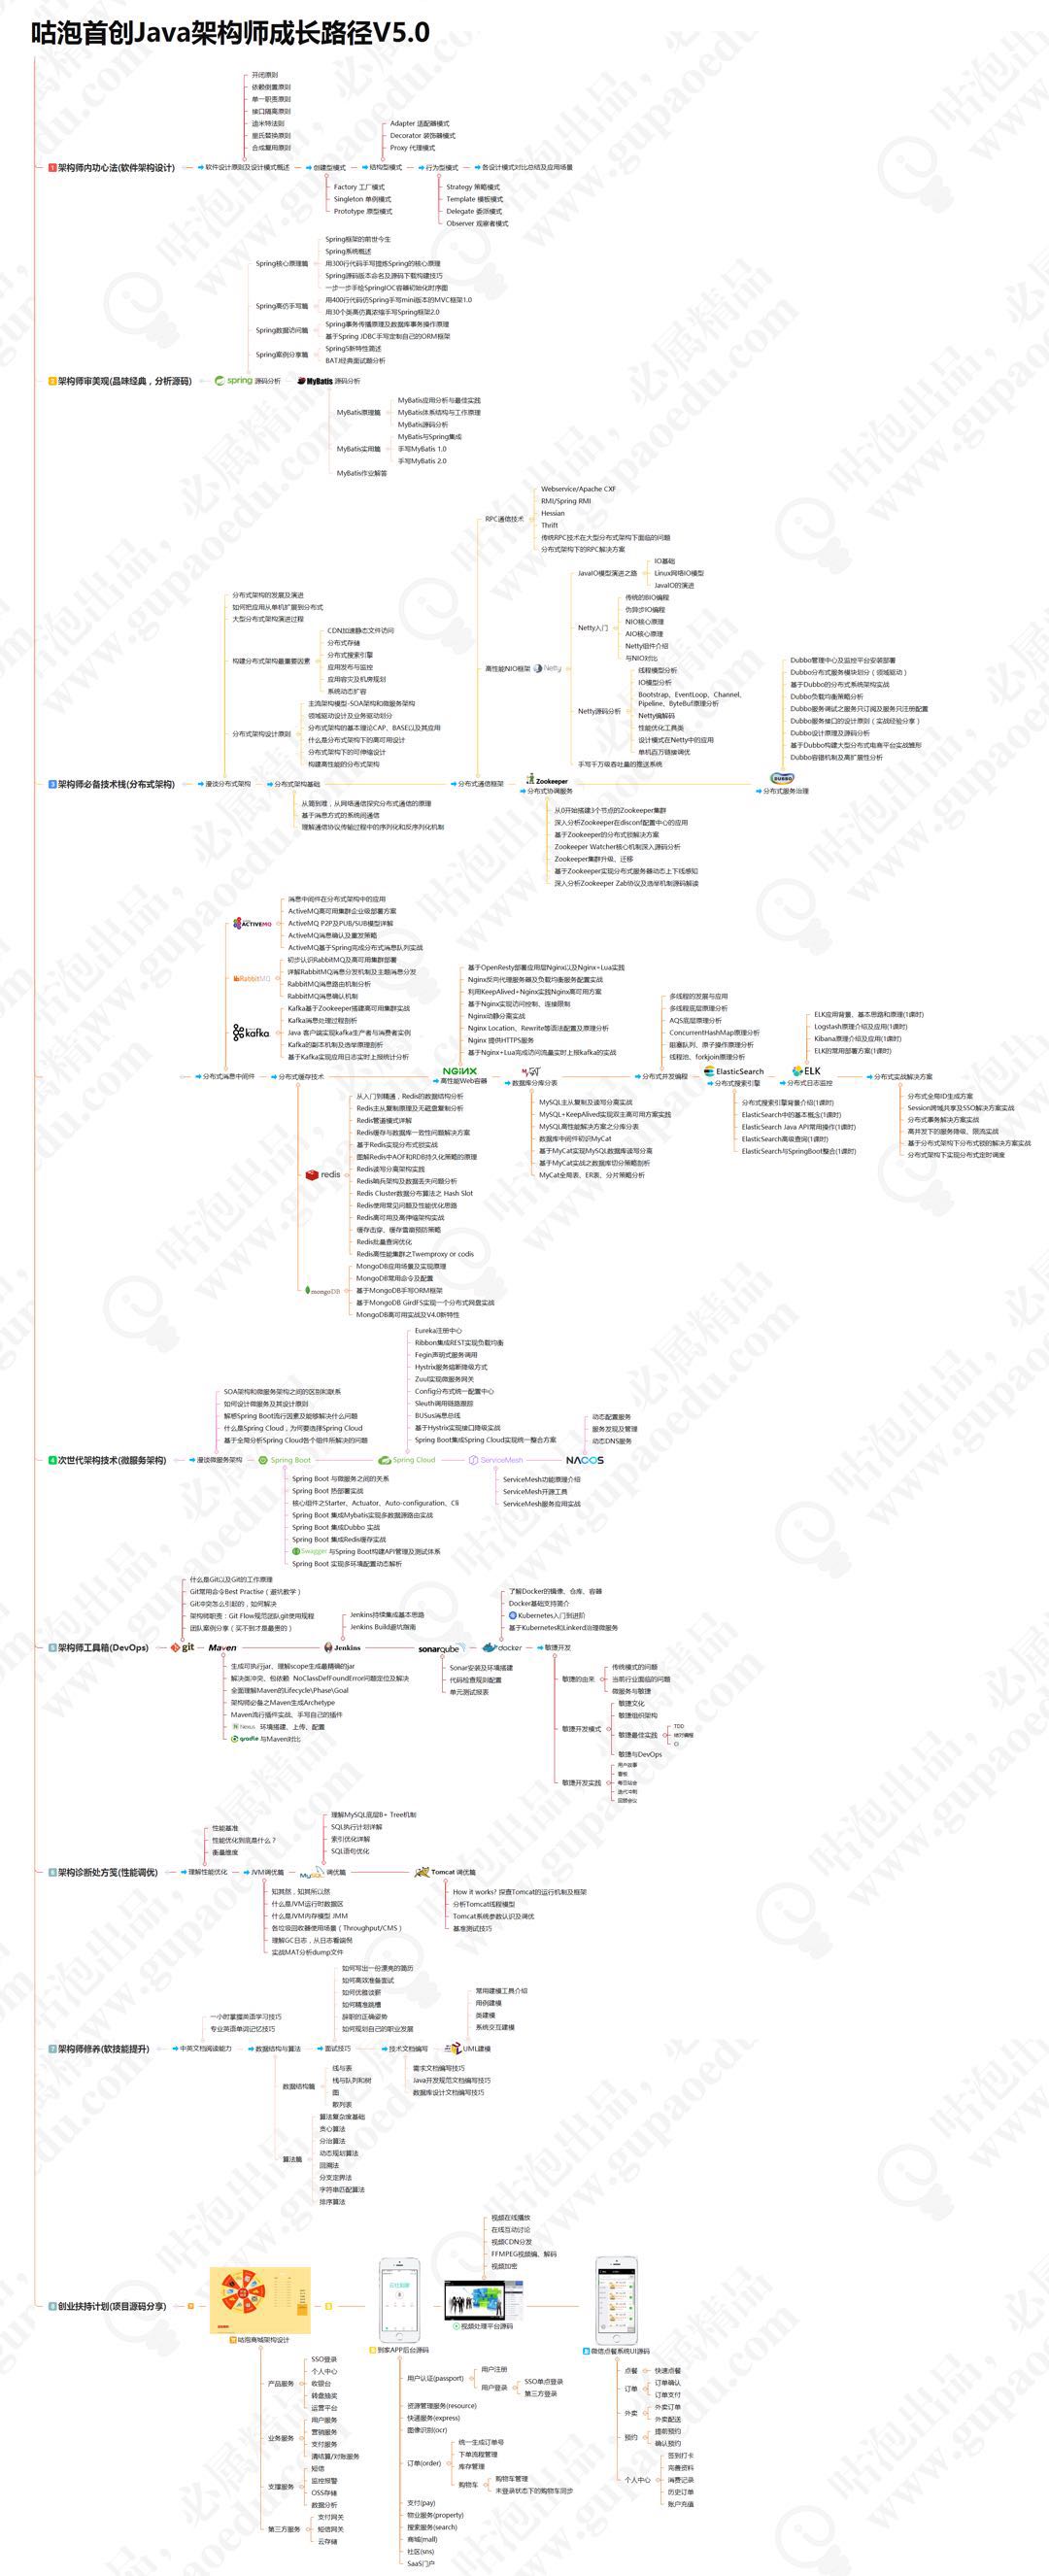 咕泡首创Java架构师成长路径V5.0
1 架构师内功心法(软件架构设计)
软件设计原则及设计模式概述
开闭原则
依赖倒置原则
单一职责原则
接口隔离原则
迪米特法则
里氏替换原则
合成复用原则
创建型模式
Factory 工厂模式
Singleton 单例模式
Prototype 原型模式
结构型模式
Adapter 适配器模式
Decorator 装饰器模式
Proxy 代理模式
行为型模式
Strategy 策略模式
Template 模板模式
Delegate 委派模式
Observer 观察者模式
各设计模式对比总结及应用场景
2 架构师审美观(品味经典，分析源码)
spring 源码分析
Spring核心原理篇
Spring框架的前世今生
Spring系统概述
用300行代码手写提炼Spring的核心原理
Spring源码版本命名及源码下载构建技巧
一步一步手绘SpringIOC容器初始化时序图
Spring高仿手写篇
用400行代码仿Spring手写mini版本的MVC框架1.0
用30个类高仿真浓缩手写Spring框架2.0
Spring数据访问篇
Spring事务传播原理及数据库事务操作原理
基于Spring JDBC手写定制自己的ORM框架
Spring案例分享篇
Spring5新特性简述
BATJ经典面试题分析
MyBatis 源码分析
MyBatis原理篇
MyBatis应用分析与最佳实践
MyBatis体系结构与工作原理
MyBatis源码分析
MyBatis实用篇
MyBatis与Spring集成
手写MyBatis 1.0
手写MyBatis 2.0
MyBatis作业解答
3 架构师必备技术栈(分布式架构)
漫谈分布式架构
分布式架构的发展及演进
如何把应用从单机扩展到分布式
大型分布式架构演进过程
构建分布式架构最重要因素
CDN加速静态文件访问
分布式存储
分布式搜索引擎
应用发布与监控
应用容灾及机房规划
系统动态扩容
分布式架构设计原则
主流架构模型-SOA架构和微服务架构
领域驱动设计及业务驱动划分
分布式架构的基本理论CAP、BASE以及其应用
什么是分布式架构下的高可用设计
分布式架构下的可伸缩设计
构建高性能的分布式架构
分布式架构基础
从简到难，从网络通信探究分布式通信的原理
基于消息方式的系统间通信
理解通信协议传输过程中的序列化和反序列化机制
分布式通信框架
RPC通信技术
Webservice/Apache CXF
RMI/Spring RMI
Hessian
Thrift
传统RPC技术在大型分布式架构下面临的问题
分布式架构下的RPC解决方案
高性能NIO框架 Netty
JavaIO模型演进之路
IO基础
Linux网络IO模型
JavaIO的演进
Netty入门
传统的BIO编程
伪异步IO编程
NIO核心原理
AIO核心原理
Netty组件介绍
与NIO对比
Netty源码分析
线程模型分析
IO模型分析
Bootstrap、EventLoop、Channel、
Pipeline、ByteBuf原理分析
Netty编解码
性能优化工具类
设计模式在Netty中的应用
单机百万链接调优
手写千万级吞吐量的推送系统
Zookeeper
分布式协调服务
从0开始搭建3个节点的Zookeeper集群
深入分析Zookeeper在disconf配置中心的应用
基于Zookeeper的分布式锁解决方案
Zookeeper Watcher核心机制深入源码分析
Zookeeper集群升级、迁移
基于Zookeeper实现分布式服务器动态上下线感知
深入分析Zookeeper Zab协议及选举机制源码解读
DUBBO
分布式服务治理
Dubbo管理中心及监控平台安装部署
Dubbo分布式服务模块划分（领域驱动）
基于Dubbo的分布式系统架构实战
Dubbo负载均衡策略分析
Dubbo服务调试之服务只订阅及服务只注册配置
Dubbo服务接口的设计原则（实战经验分享）
Dubbo设计原理及源码分析
基于Dubbo构建大型分布式电商平台实战雏形
Dubbo容错机制及高扩展性分析
分布式消息中间件
ACTIVEMQ
消息中间件在分布式架构中的应用
ActiveMQ高可用集群企业级部署方案
ActiveMQ P2P及PUB/SUB模型详解
ActiveMQ消息确认及重发策略
ActiveMQ基于Spring完成分布式消息队列实战
RabbitMQ
初步认识RabbitMQ及高可用集群部署
详解RabbitMQ消息分发机制及主题消息分发
RabbitMQ消息路由机制分析
RabbitMQ消息确认机制
kafka
Kafka基于Zookeeper搭建高可用集群实战
Kafka消息处理过程剖析
Java 客户端实现kafka生产者与消费者实例
Kafka的副本机制及选举原理剖析
基于Kafka实现应用日志实时上报统计分析
分布式缓存技术
redis
从入门到精通，Redis的数据结构分析
Redis主从复制原理及无磁盘复制分析
Redis管道模式详解
Redis缓存与数据库一致性问题解决方案
基于Redis实现分布式锁实战
图解Redis中AOF和RDB持久化策略的原理
Redis读写分离架构实践
Redis哨兵架构及数据丢失问题分析
Redis Cluster数据分布算法之 Hash Slot
Redis使用常见问题及性能优化思路
Redis高可用及高伸缩架构实战
缓存击穿、缓存雪崩预防策略
Redis批量查询优化
Redis高性能集群之Twemproxy or codis
mongoDB
MongoDB应用场景及实现原理
MongoDB常用命令及配置
基于MongoDB手写ORM框架
基于MongoDB GirdFS实现一个分布式网盘实战
MongoDB高可用实战及V4.0新特性
NGINX
高性能Web容器
基于OpenResty部署应用层Nginx以及Nginx+Lua实践
Nginx反向代理服务器及负载均衡服务配置实战
利用KeepAlived+Nginx实践Nginx高可用方案
基于Nginx实现访问控制、连接限制
Nginx动静分离实战
Nginx Location、Rewrite等语法配置及原理分析
Nginx 提供HTTPS服务
基于Nginx+Lua完成访问流量实时上报kafka的实战
数据库分库分表
MySQL主从复制及读写分离实战
MySQL+KeepAlived实现双主高可用方案实践
MySQL高性能解决方案之分库分表
数据库中间件初识MyCat
基于MyCat实现MySQL数据库读写分离
基于MyCat实战之数据库切分策略剖析
MyCat全局表、ER表、分片策略分析
分布式并发编程
多线程的发展与应用
多线程底层原理分析
AQS底层原理分析
ConcurrentHashMap原理分析
阻塞队列、原子操作原理分析
线程池、forkjoin原理分析
ElasticSearch
分布式搜索引擎
分布式搜索引擎背景介绍(1课时)
ElasticSearch中的基本概念(1课时)
ElasticSearch Java API常用操作(1课时)
ElasticSearch高级查询(1课时)
ElasticSearch与SpringBoot整合(1课时)
ELK
分布式日志监控
ELK应用背景、基本思路和原理(1课时)
Logstash原理介绍及应用(1课时)
Kibana原理介绍及应用(1课时)
ELK的常用部署方案(1课时)
分布式实战解决方案
分布式全局ID生成方案
Session跨域共享及SSO解决方案实战
分布式事务解决方案实战
高并发下的服务降级、限流实战
基于分布式架构下分布式锁的解决方案实战
分布式架构下实现分布式定时调度
4 次世代架构技术(微服务架构)
漫谈微服务架构
SOA架构和微服务架构之间的区别和联系
如何设计微服务及其设计原则
解惑Spring Boot流行因素及能够解决什么问题
什么是Spring Cloud，为何要选择Spring Cloud
基于全局分析Spring Cloud各个组件所解决的问题
Spring Boot
Spring Boot 与微服务之间的关系
Spring Boot 热部署实战
核心组件之Starter、Actuator、Auto-configuration、Cli
Spring Boot 集成Mybatis实现多数据源路由实战
Spring Boot 集成Dubbo 实战
Spring Boot 集成Redis缓存实战
Swagger 与Spring Boot构建API管理及测试体系
Spring Boot 实现多环境配置动态解析
Spring Cloud
Eureka注册中心
Ribbon集成REST实现负载均衡
Fegin声明式服务调用
Hystrix服务熔断降级方式
Zuul实现微服务网关
Config分布式统一配置中心
Sleuth调用链路跟踪
BUSus消息总线
基于Hystrix实现接口降级实战
Spring Boot集成Spring Cloud实现统一整合方案
ServiceMesh
ServiceMesh功能原理介绍
ServiceMesh开源工具
ServiceMesh服务应用实战
NACOS
动态配置服务
服务发现及管理
动态DNS服务
5 架构师工具箱(DevOps)
git
什么是Git以及Git的工作原理
Git常用命令Best Practise（避坑教学）
Git冲突怎么引起的，如何解决
架构师职责：Git Flow规范团队git使用规程
团队案例分享（买不到才是最贵的）
Maven
生成可执行jar、理解scope生成最精确的jar
解决类冲突、包依赖 NoClassDefFoundError问题定位及解决
全面理解Maven的Lifecycle\Phase\Goal
架构师必备之Maven生成Archetype
Maven流行插件实战、手写自己的插件
Nexus 环境搭建、上传、配置
gradle 与Maven对比
Jenkins
Jenkins持续集成基本思路
Jenkins Build避坑指南
sonarqube
Sonar安装及环境搭建
代码检查规则配置
单元测试报表
docker
了解Docker的镜像、仓库、容器
Docker基础支持简介
Kubernetes入门到进阶
基于Kubernetes和Linkerd治理微服务
敏捷开发
敏捷的由来
传统模式的问题
当前行业面临的问题
微服务与敏捷
敏捷开发模式
敏捷文化
敏捷组织架构
敏捷最佳实践
TDD
结对编程
CI
敏捷与DevOps
敏捷开发实践
用户故事
看板
每日站会
迭代冲刺
回顾会议
6 架构诊断处方笺(性能调优)
理解性能优化
性能基准
性能优化到底是什么？
衡量维度
JVM调优篇
知其然，知其所以然
什么是JVM运行时数据区
什么是JVM内存模型 JMM
各垃圾回收器使用场景（Throughput/CMS）
理解GC日志，从日志看端倪
实战MAT分析dump文件
MySQL 调优篇
理解MySQL底层B+ Tree机制
SQL执行计划详解
索引优化详解
SQL语句优化
Tomcat 调优篇
How it works? 探查Tomcat的运行机制及框架
分析Tomcat线程模型
Tomcat系统参数认识及调优
基准测试技巧
7 架构师修养(软技能提升)
中英文档阅读能力
一小时掌握英语学习技巧
专业英语单词记忆技巧
数据结构与算法
数据结构篇
线与表
栈与队列和树
图
散列表
算法篇
算法复杂度基础
贪心算法
分治算法
动态规划算法
回溯法
分支定界法
字符串匹配算法
排序算法
面试技巧
如何写出一份漂亮的简历
如何高效准备面试
如何优雅谈薪
如何精准跳槽
辞职的正确姿势
如何规划自己的职业发展
技术文档编写
需求文档编写技巧
Java开发规范文档编写技巧
数据库设计文档编写技巧
UML建模
常用建模工具介绍
用例建模
类建模
系统交互建模
8 创业扶持计划(项目源码分享)
咕泡商城架构设计
产品服务
SSO登录
个人中心
收银台
转盘抽奖
运营平台
业务服务
用户服务
营销服务
支付服务
清结算/对账服务
支撑服务
短信
监控报警
OSS存储
数据分析
第三方服务
支付网关
短信网关
云存储
到家APP后台源码
用户认证(passport)
用户注册
用户登录
SSO单点登录
第三方登录
资源管理服务(resource)
快递服务(express)
图像识别(ocr)
订单(order)
统一生成订单号
下单流程管理
库存管理
购物车
购物车管理
未登录状态下的购物车同步
支付(pay)
物业服务(property)
搜索服务(search)
商城(mall)
社区(sns)
SaaS门户
视频处理平台源码
视频在线播放
在线互动讨论
视频CDN分发
FFMPEG视频编、解码
视频加密
微信点餐系统UI源码
点餐
快速点餐
订单
订单确认
订单支付
外卖
外卖订单
外卖配送
预约
提前预约
确认预约
个人中心
签到打卡
完善资料
消费记录
历史订单
账户充值